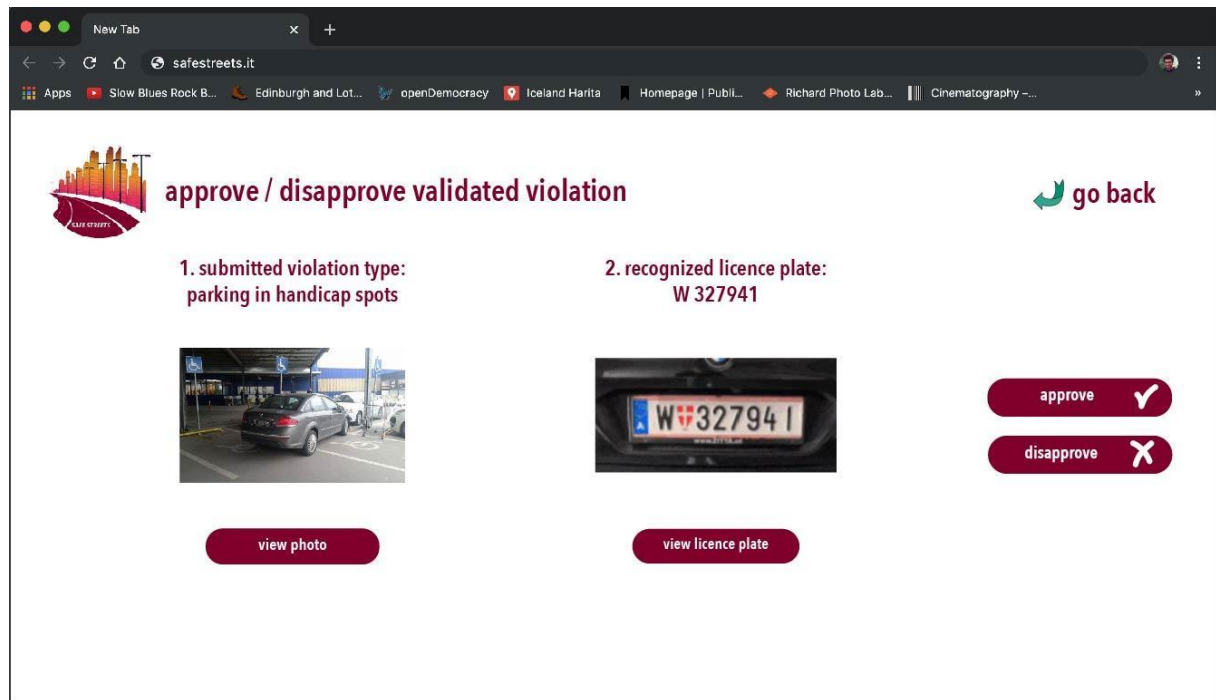 New Tab
safestreets.it
Apps Slow Blues Rock B... Edinburgh and Lot... openDemocracy Iceland Harita Homepage | Publi... Richard Photo Lab... Cinematography –... »
SAFE STREETS
approve / disapprove validated violation
go back
1. submitted violation type:
parking in handicap spots
2. recognized licence plate:
W 327941
A
W 327941
approve
disapprove
view photo
view licence plate